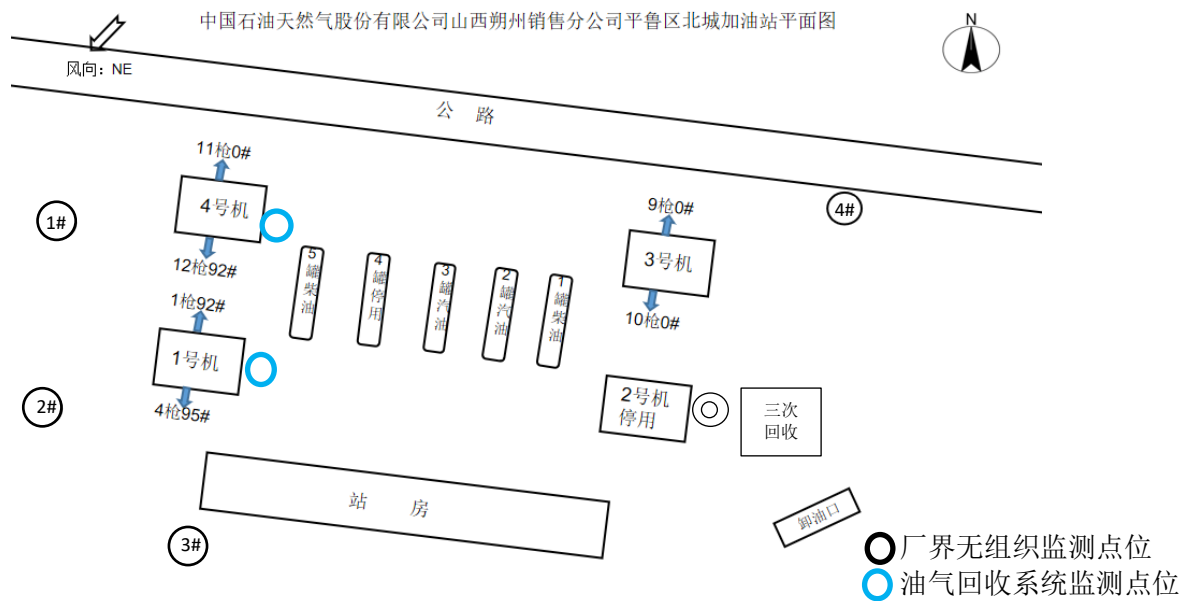 中国石油天然气股份有限公司山西朔州销售分公司平鲁区北城加油站平面图
N
风向：NE
公 路
11枪0#
4号机
12枪92#
1#
9枪0#
3号机
10枪0#
4#
5罐柴油
4罐停用
3罐汽油
2罐汽油
1罐柴油
1枪92#
1号机
4枪95#
2#
2号机
停用
三次
回收
站 房
3#
卸油口
厂界无组织监测点位
油气回收系统监测点位